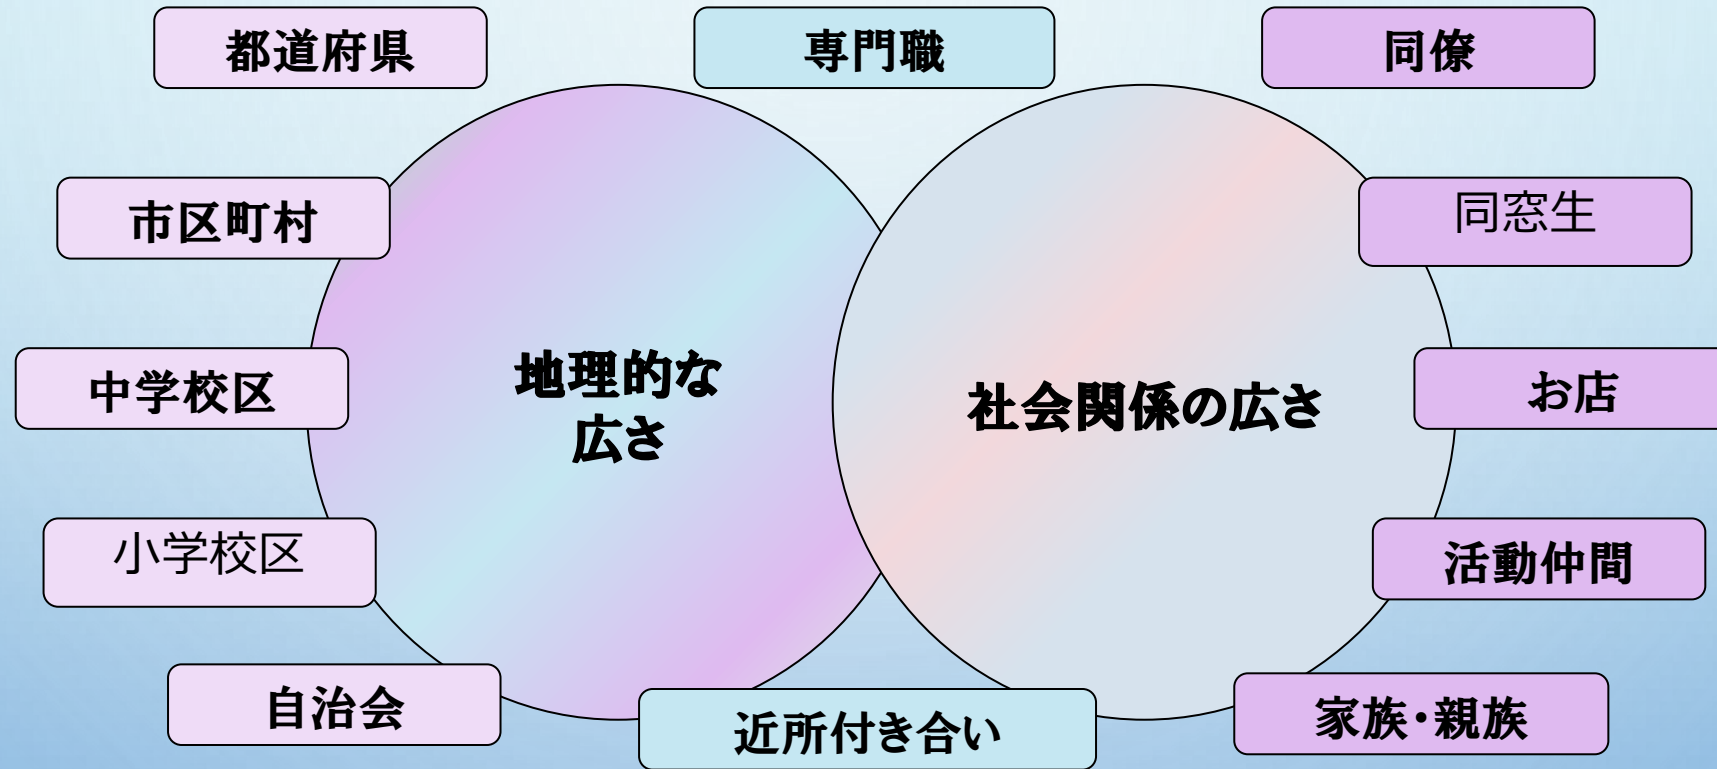 都道府県
専門職
同僚
市区町村
同窓生
中学校区
地理的な
広さ
社会関係の広さ
お店
小学校区
活動仲間
自治会
近所付き合い
家族・親族